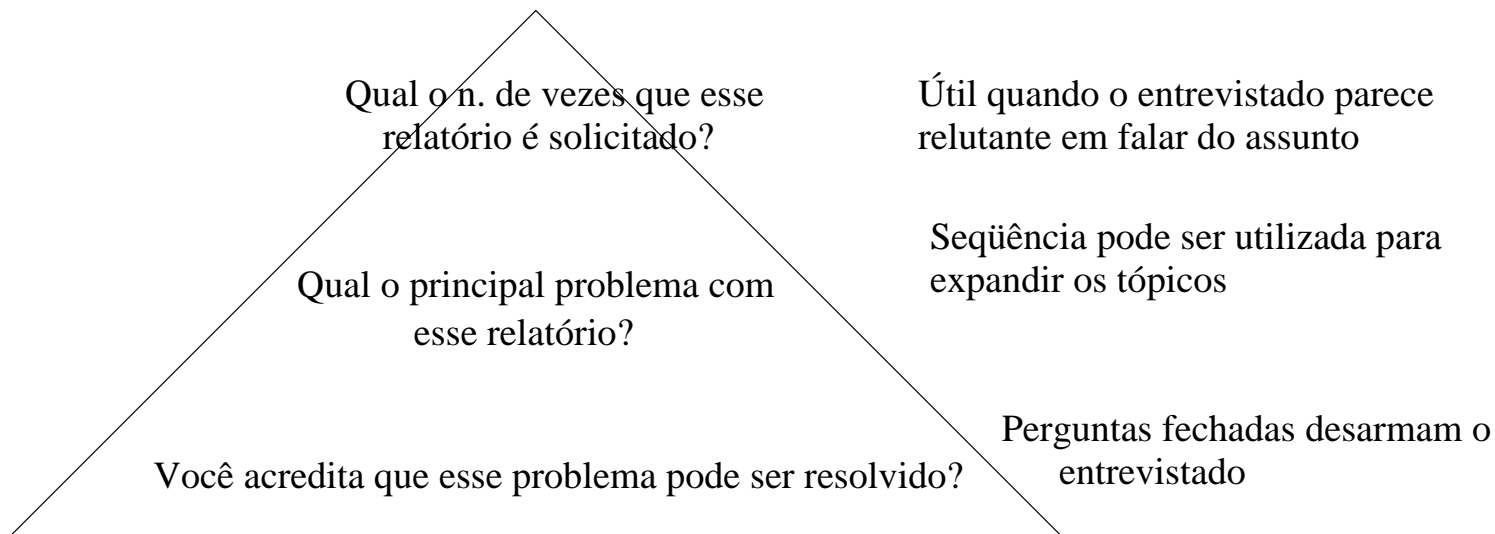 Qual o n. de vezes que esse
relatório é solicitado?
Útil quando o entrevistado parece
relutante em falar do assunto
Seqüência pode ser utilizada para
expandir os tópicos
Qual o principal problema com
esse relatório?
Perguntas fechadas desarmam o
entrevistado
Você acredita que esse problema pode ser resolvido?